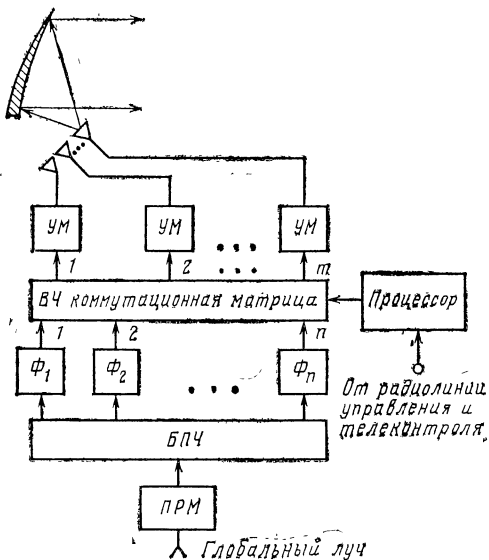 УМ УМ УМ
1 2 m
ВЧ коммутационная матрица
Процессор
1 2 n
Ф1 Ф2 Фn
От радиолинии
управления и
телеконтроля
БПЧ
ПРМ
Глобальный луч